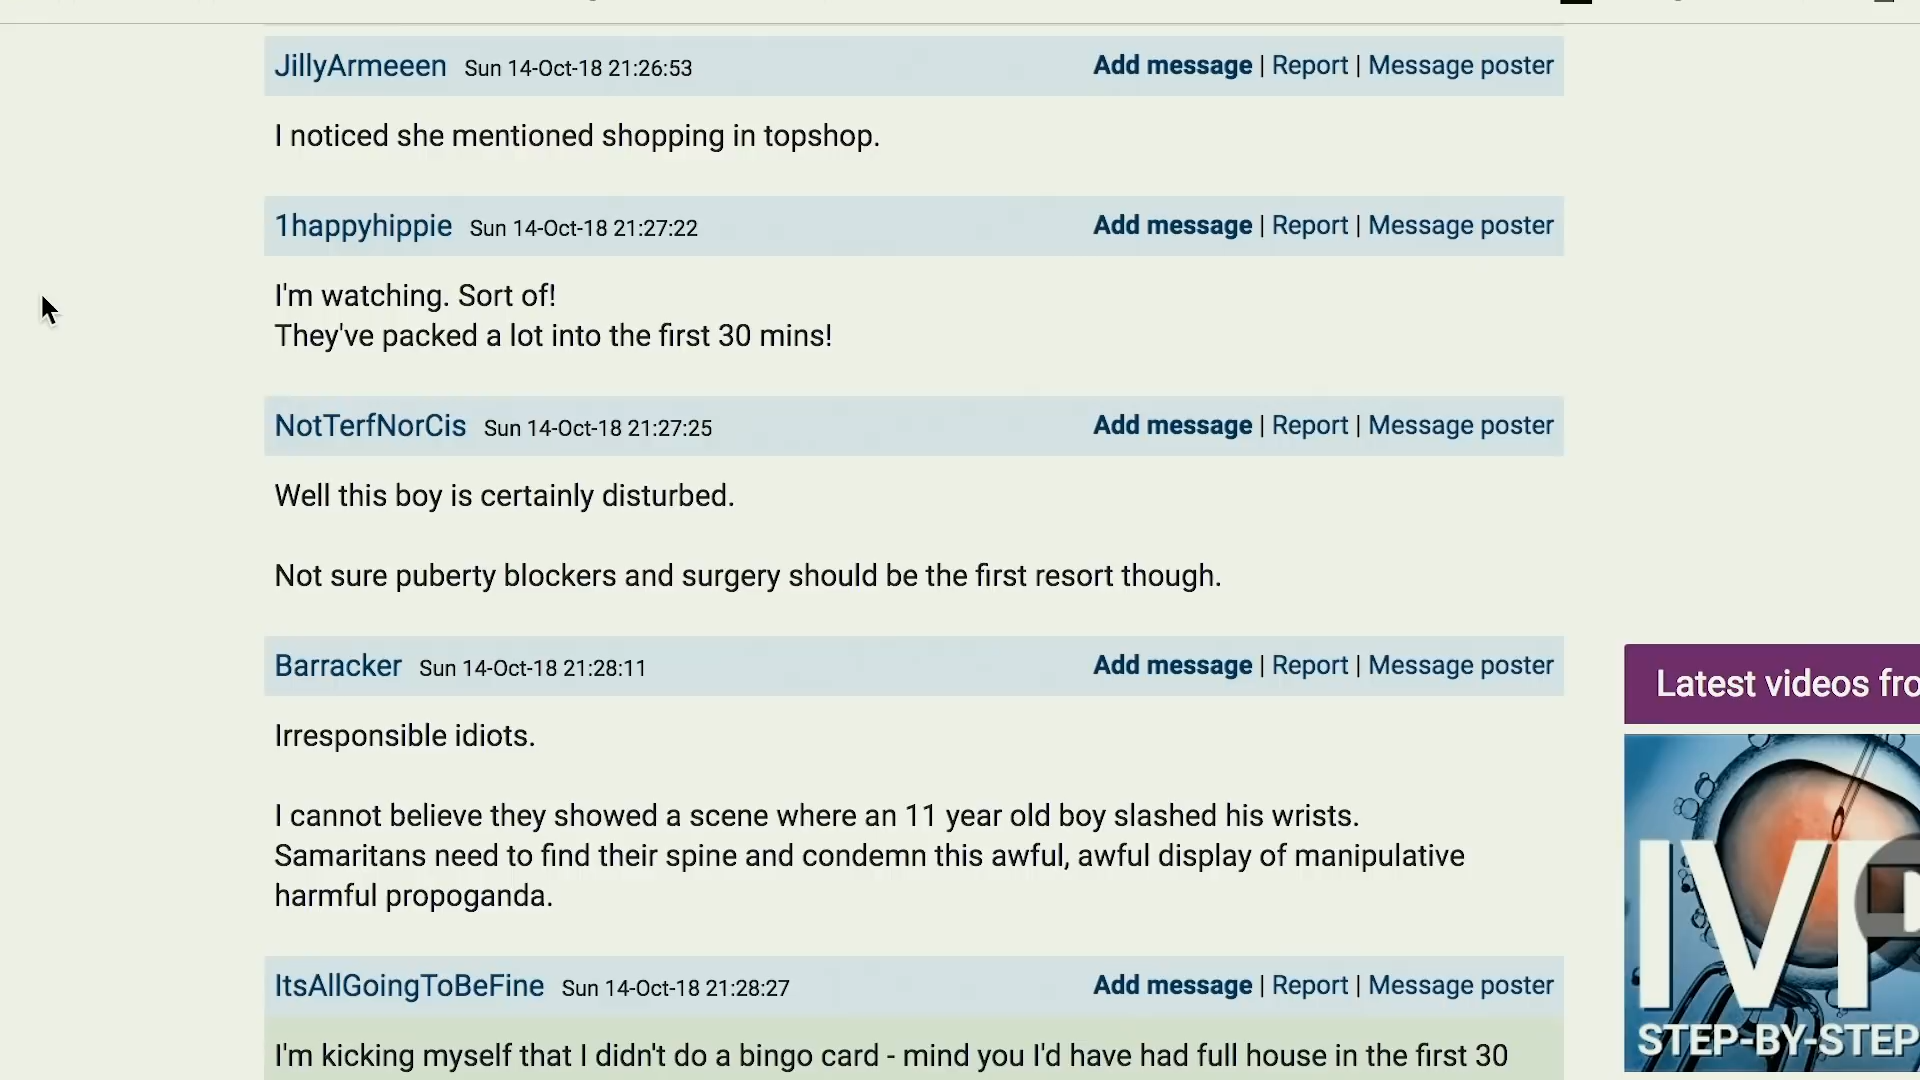 JillyArmeeen Sun 14-Oct-18 21:26:53 Add message | Report | Message poster
I noticed she mentioned shopping in topshop.
1happyhippie Sun 14-Oct-18 21:27:22 Add message | Report | Message poster
I'm watching. Sort of!
They've packed a lot into the first 30 mins!
NotTerfNorCis Sun 14-Oct-18 21:27:25 Add message | Report | Message poster
Well this boy is certainly disturbed.
Not sure puberty blockers and surgery should be the first resort though.
Barracker Sun 14-Oct-18 21:28:11 Add message | Report | Message poster
Irresponsible idiots.
I cannot believe they showed a scene where an 11 year old boy slashed his wrists.
Samaritans need to find their spine and condemn this awful, awful display of manipulative
harmful propoganda.
ItsAllGoingToBeFine Sun 14-Oct-18 21:28:27 Add message | Report | Message poster
I'm kicking myself that I didn't do a bingo card - mind you I'd have had full house in the first 30
Latest videos fro
IVF
STEP-BY-STEP